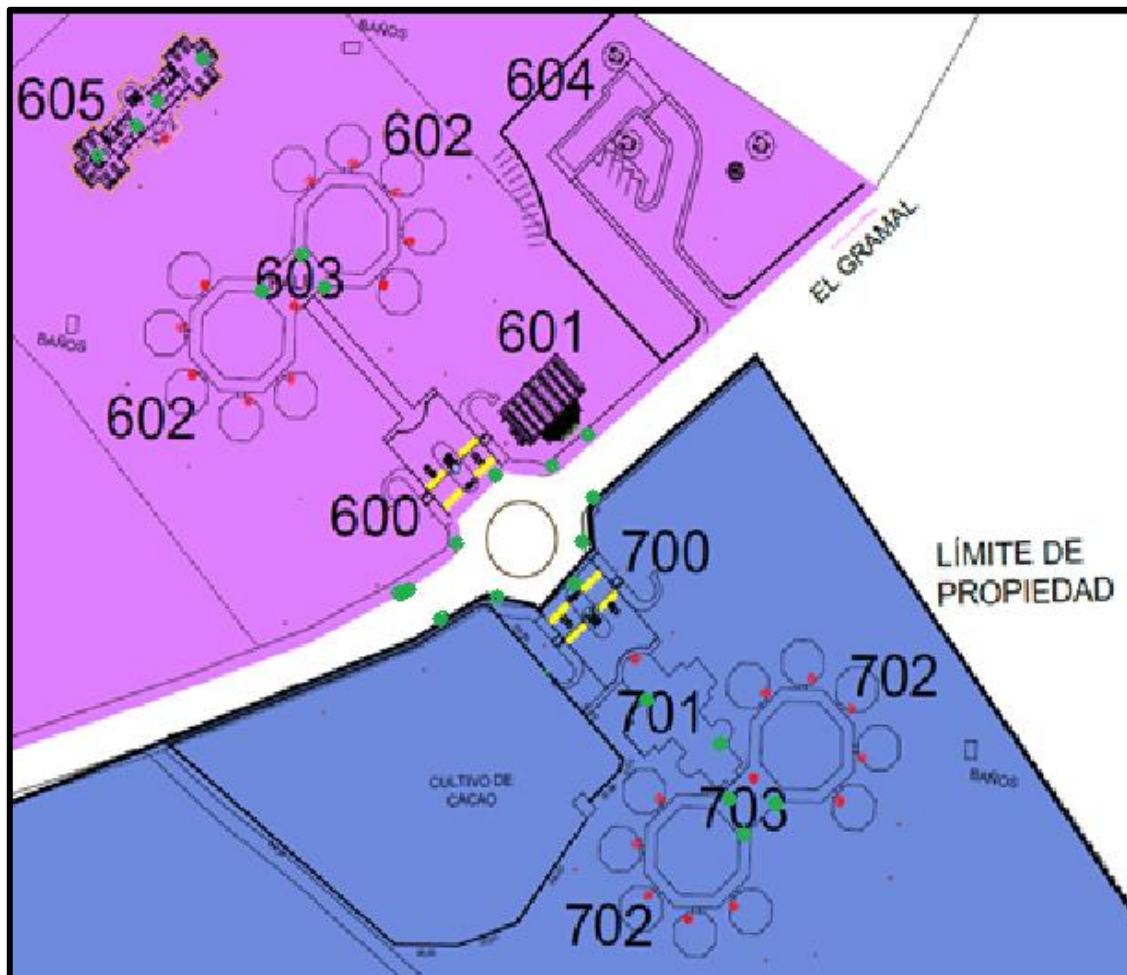 BAÑOS
605
604
602
603
EL GRAMAL
BAÑOS
601
602
600
700
LÍMITE DE
PROPIEDAD
702
701
BAÑOS
CULTIVO DE
CACAO
703
702